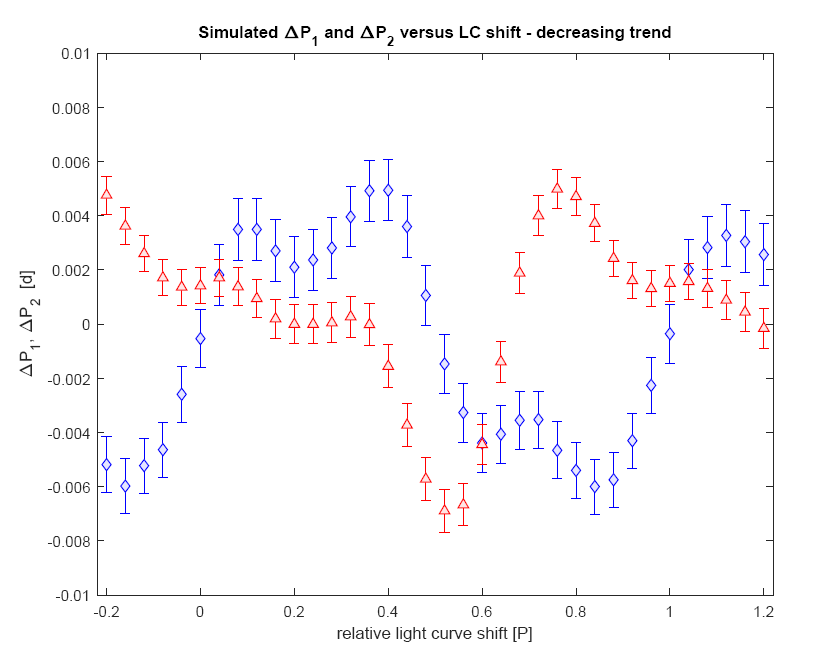 Simulated ΔP1 and ΔP2 versus LC shift - decreasing trend
0.01
0.008
0.006
0.004
0.002
0
-0.002
-0.004
-0.006
-0.008
-0.01
ΔP1, ΔP2 [d]
-0.2 0 0.2 0.4 0.6 0.8 1 1.2
relative light curve shift [P]